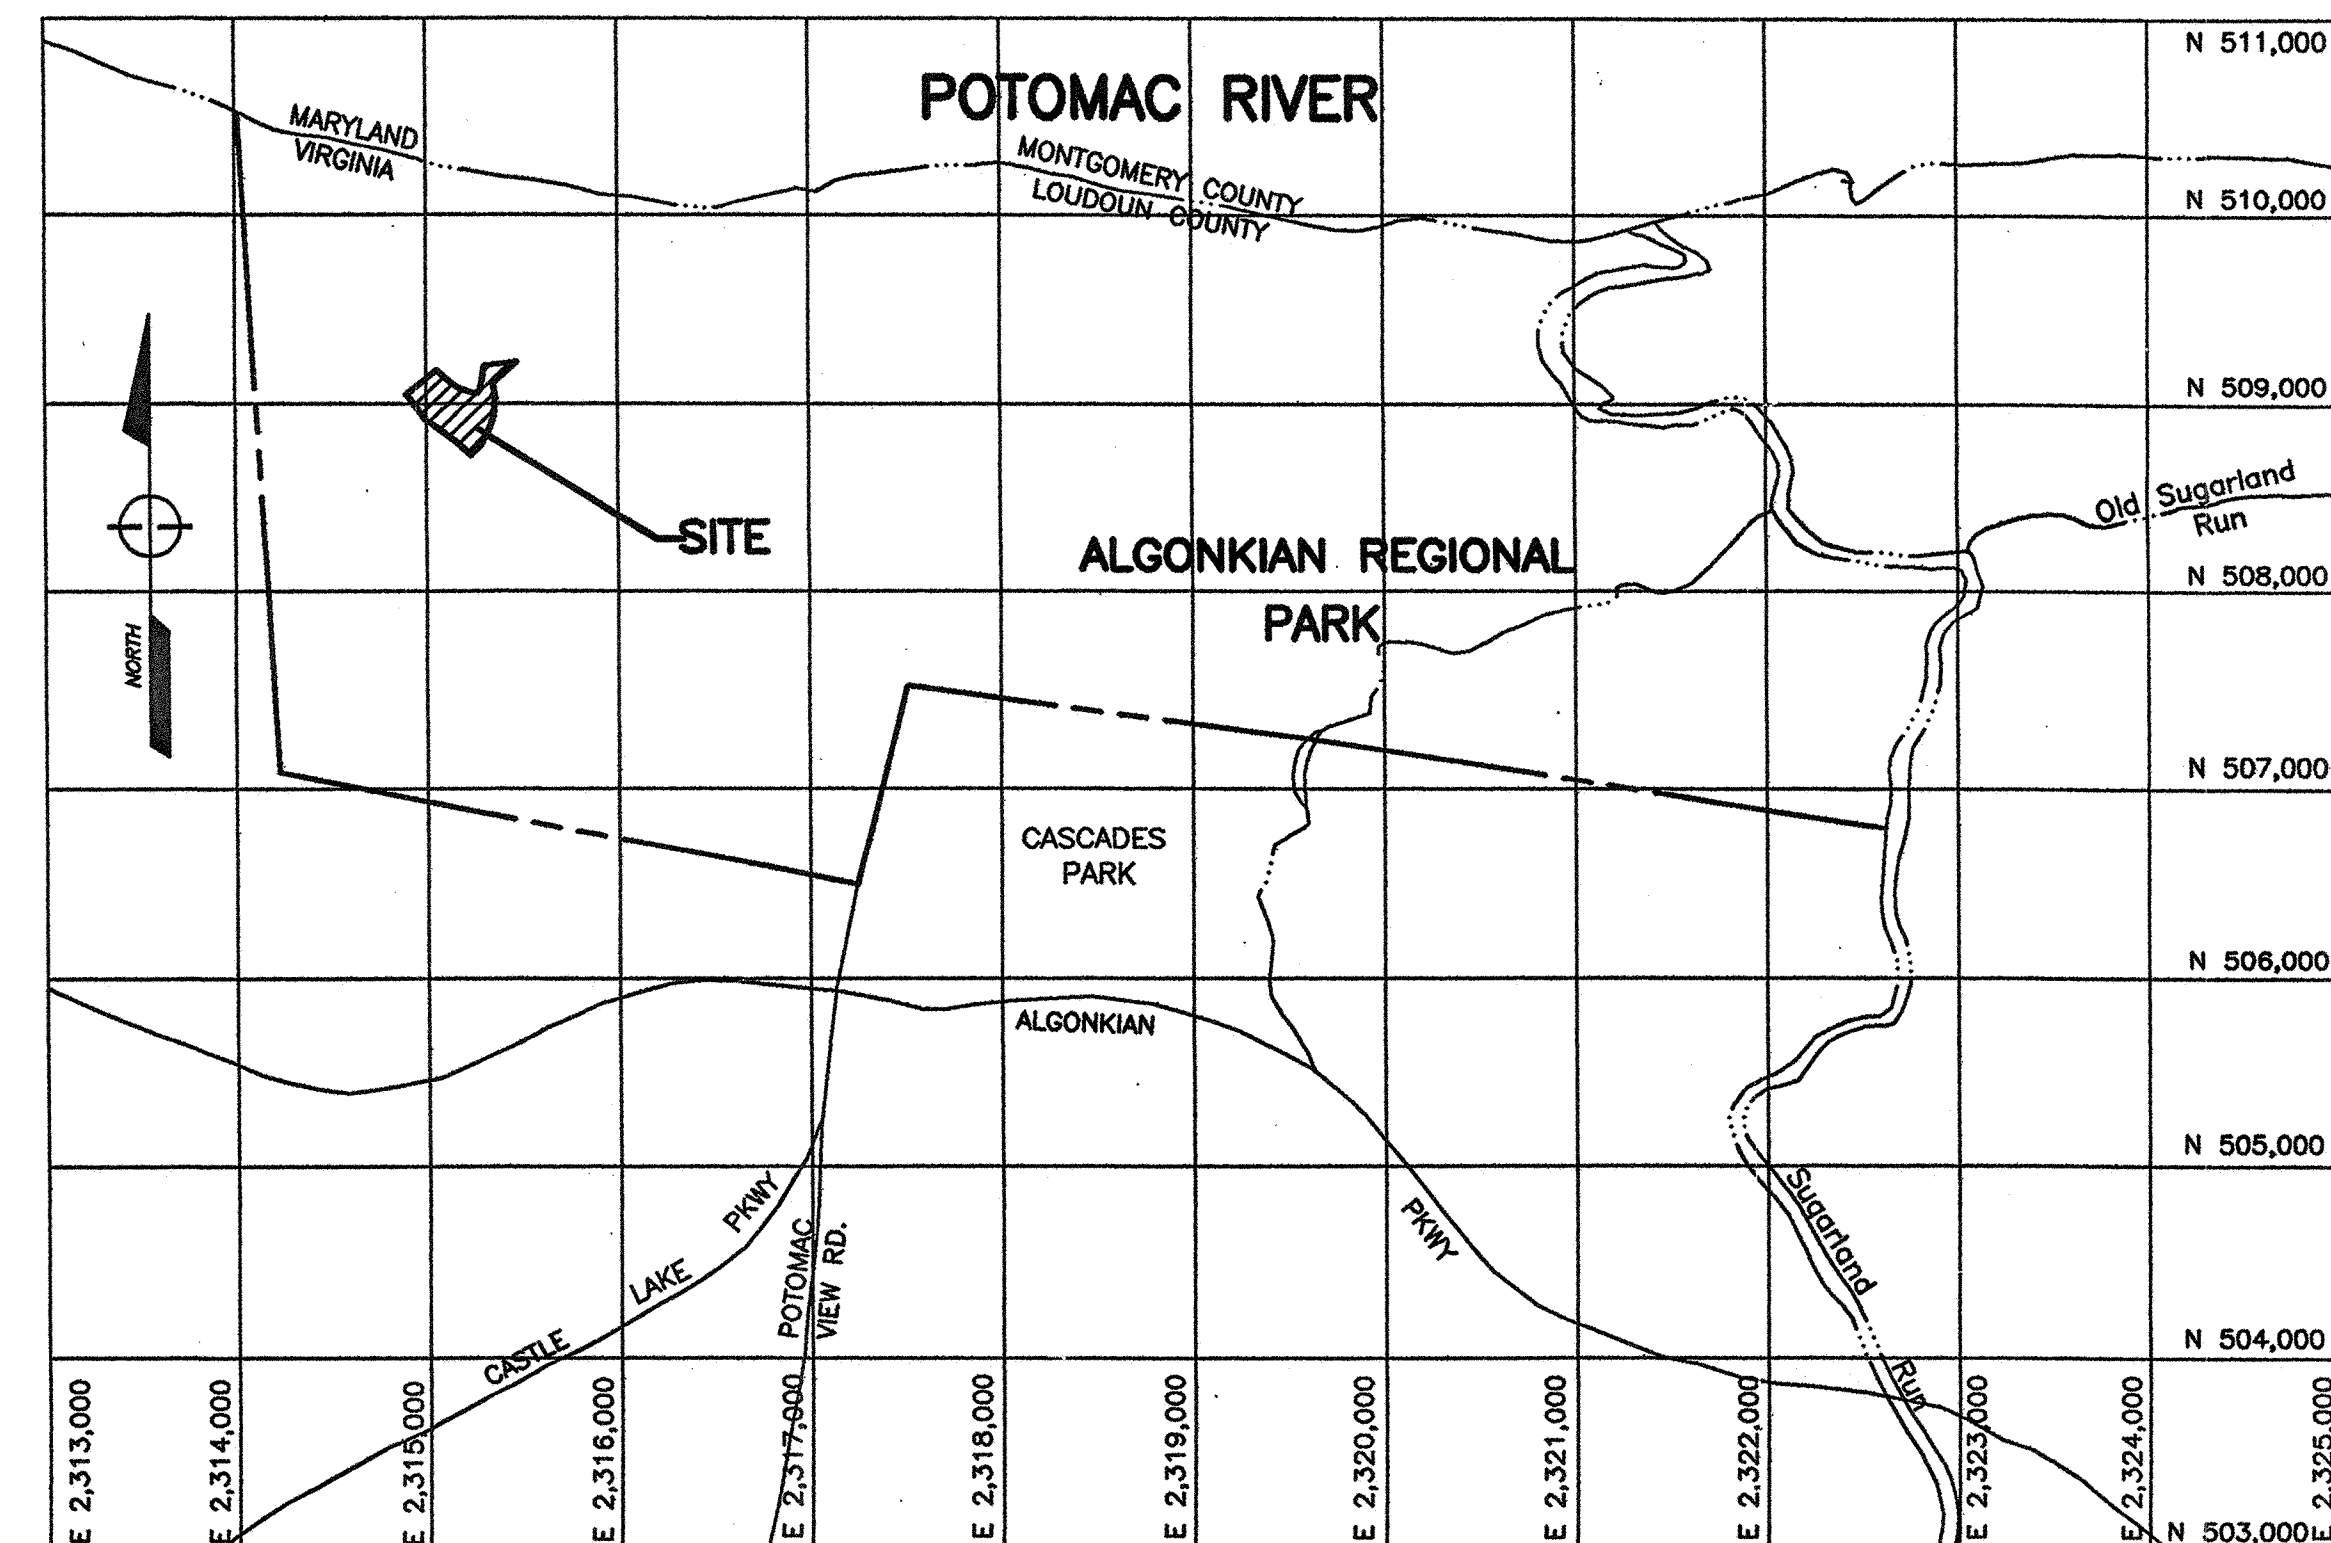 N 511,000
POTOMAC RIVER
MARYLAND
VIRGINIA
MONTGOMERY COUNTY
LOUDOUN COUNTY
N 510,000
N 509,000
Old Sugarland
Run
SITE
ALGONKIAN REGIONAL
PARK
N 508,000
NORTH
N 507,000
CASCADES
PARK
N 506,000
ALGONKIAN
N 505,000
PKWY
LAKE
CASTLE
POTOMAC
VIEW RD.
PKWY
Sugarland
Run
N 504,000
E 2,313,000
E 2,314,000
E 2,315,000
E 2,316,000
E 2,317,000
E 2,318,000
E 2,319,000
E 2,320,000
E 2,321,000
E 2,322,000
E 2,323,000
E 2,324,000
E 2,325,000
N 503,000